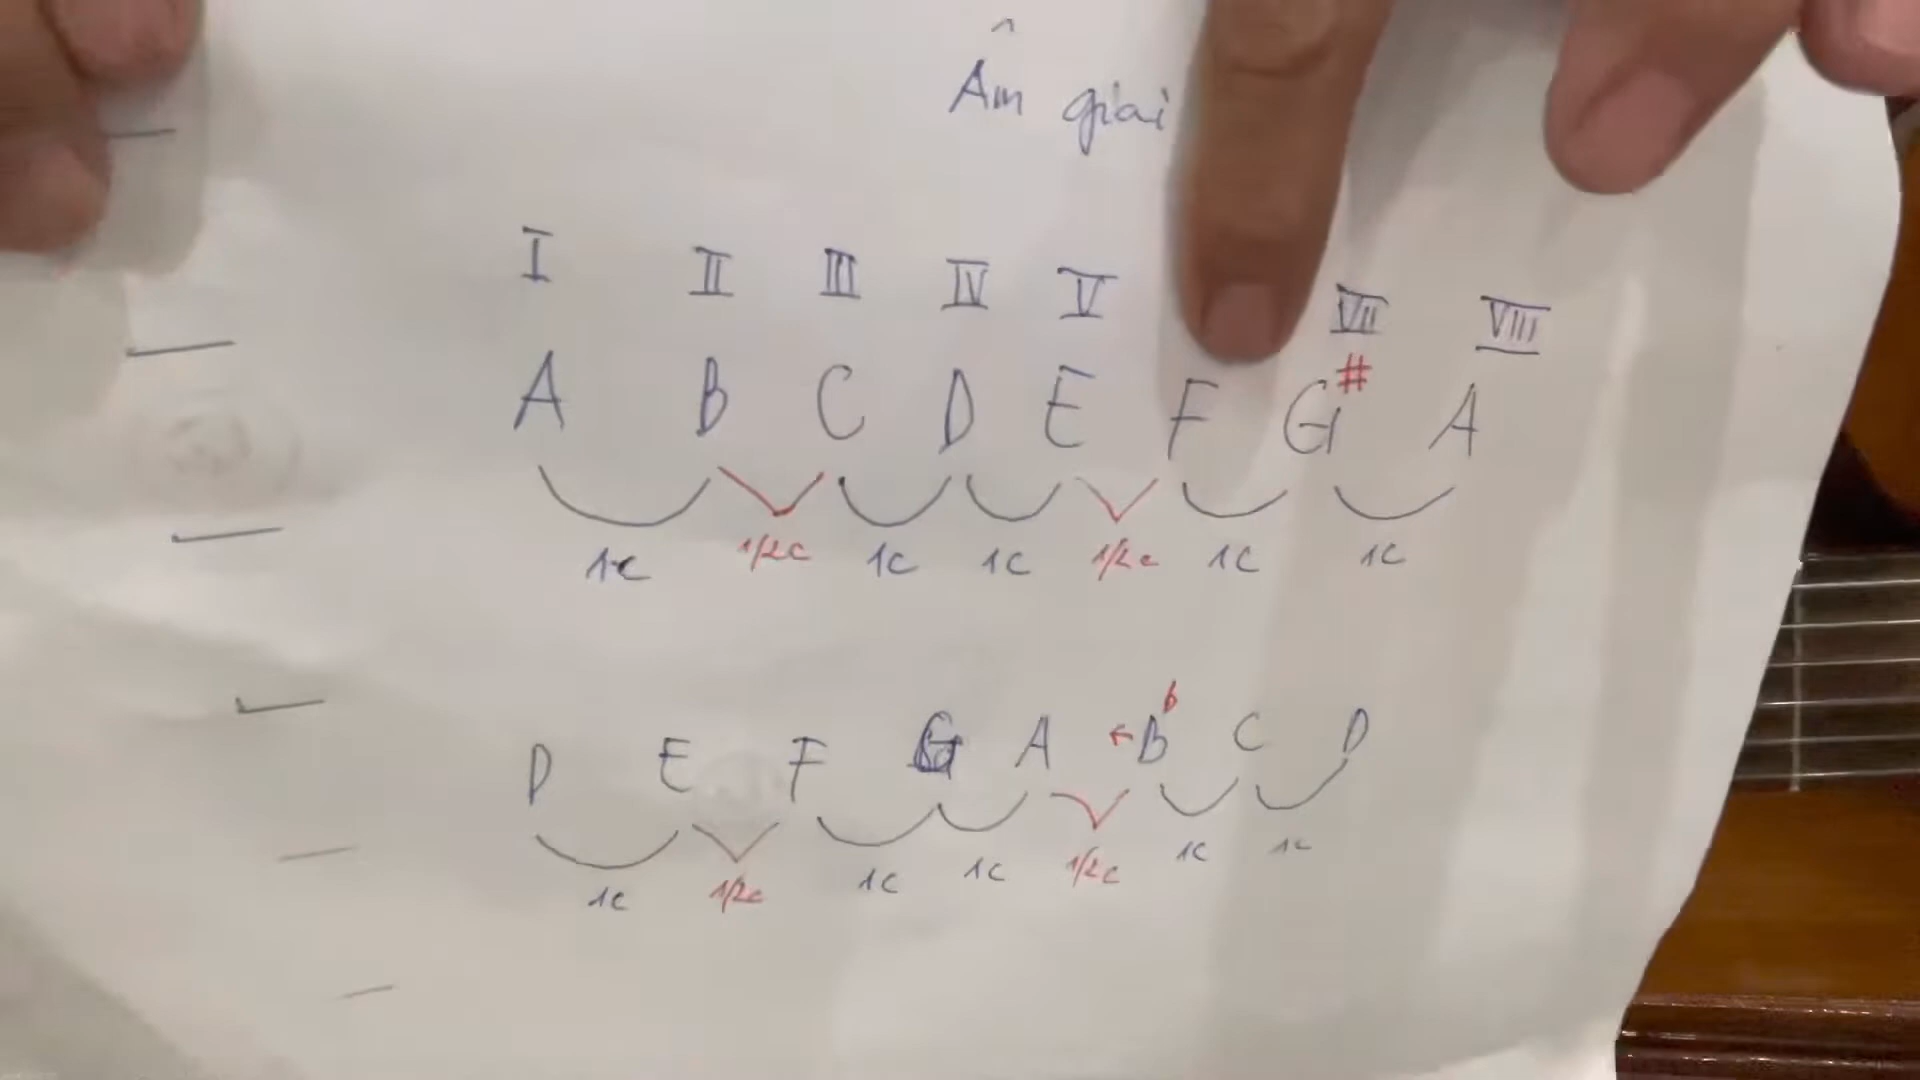 Âm giai
I II III IV V VII VIII
A B C D E F G# A
1c 1/2c 1c 1c 1/2c 1c 1c
D E F G A ←Bb C D
1c 1/2c 1c 1c 1/2c 1c 1c